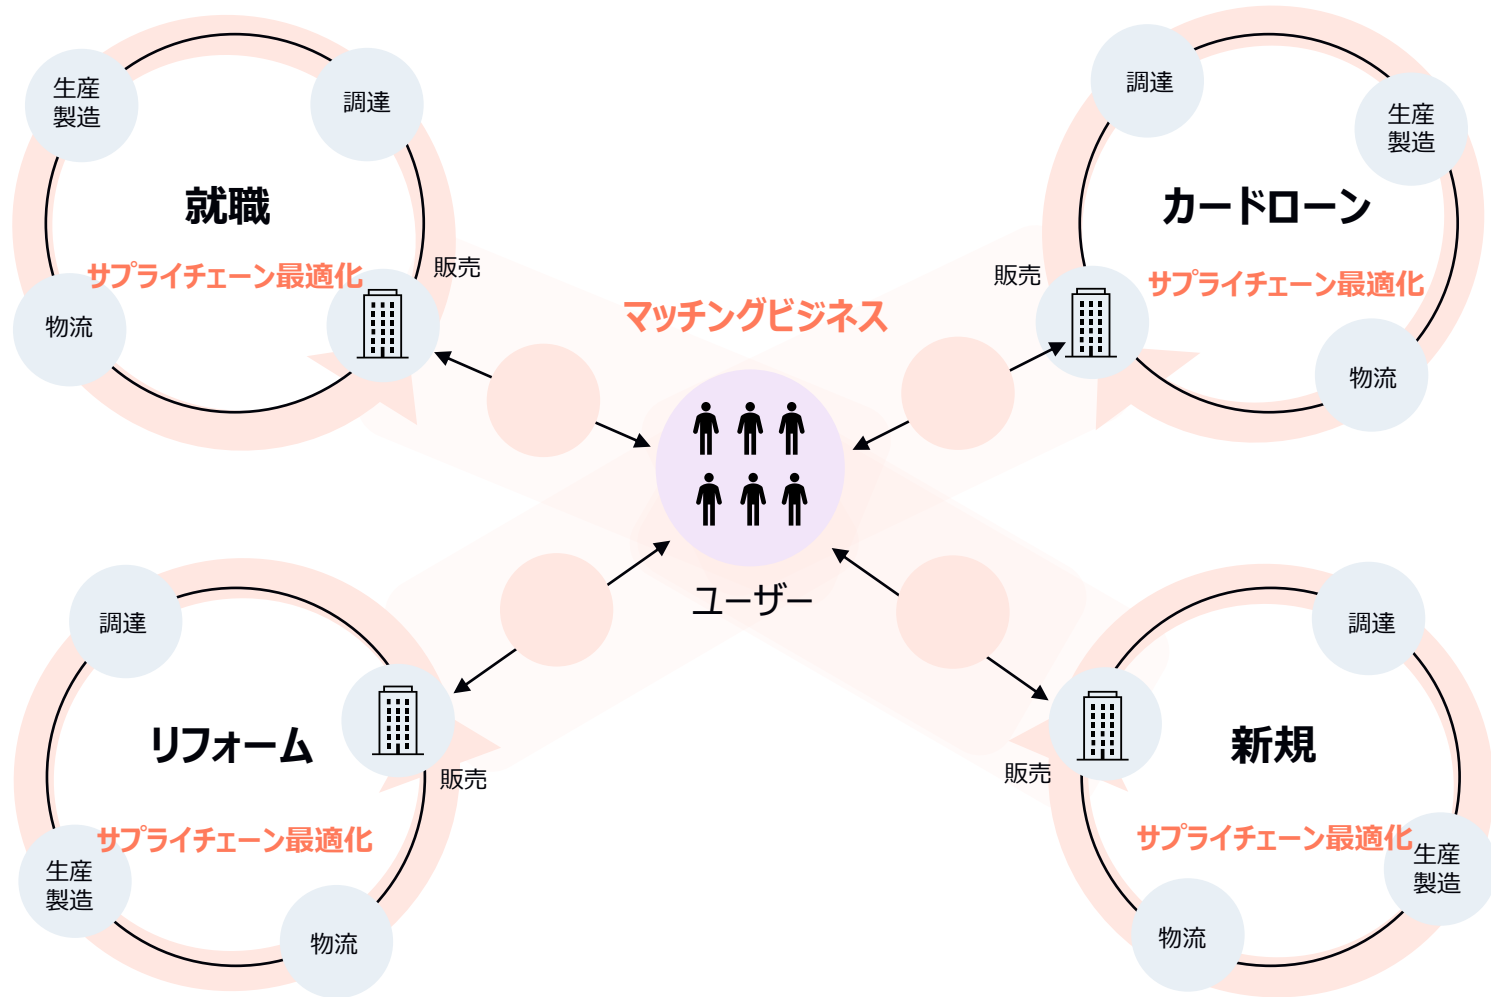 生産
製造
調達
就職
サプライチェーン最適化
物流
販売
マッチングビジネス
調達
生産
製造
カードローン
販売
サプライチェーン最適化
物流
ユーザー
調達
リフォーム
販売
サプライチェーン最適化
生産
製造
物流
調達
新規
販売
サプライチェーン最適化
生産
製造
物流